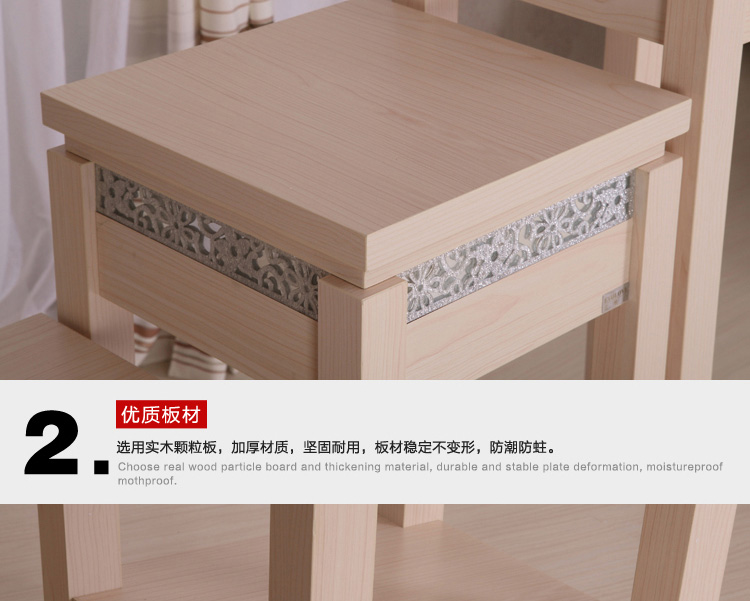 2.
优质板材
选用实木颗粒板，加厚材质，坚固耐用，板材稳定不变形，防潮防蛀。
Choose real wood particle board and thickening material, durable and stable plate deformation, moistureproof
mothproof.